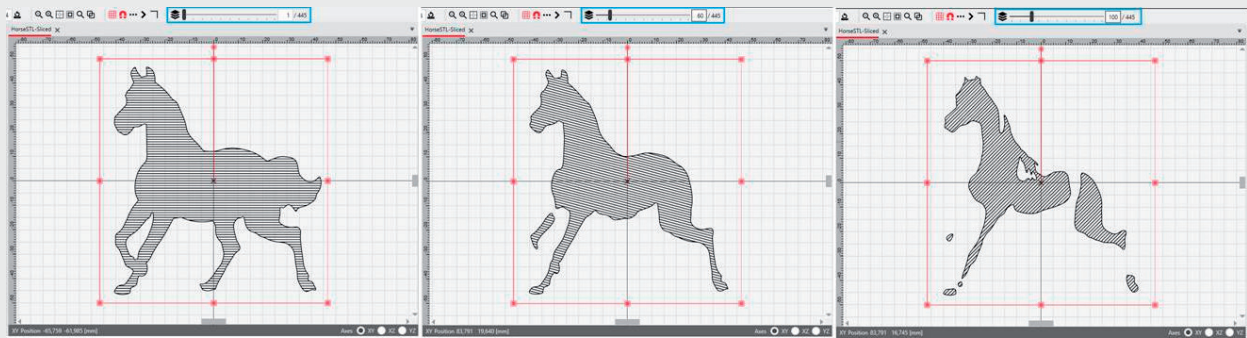 1 / 445
HorseSTL-Sliced
XY Position -65,756 -61,985 [mm]
Axes XY XZ YZ
80 / 445
HorseSTL-Sliced
XY Position 83,791 19,640 [mm]
Axes XY XZ YZ
100 / 445
HorseSTL-Sliced
XY Position 83,791 16,745 [mm]
Axes XY XZ YZ